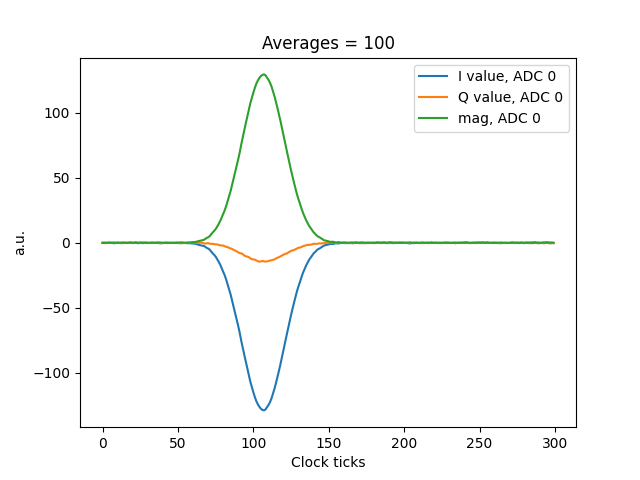 Averages = 100
I value, ADC 0
Q value, ADC 0
mag, ADC 0
100
50
0
−50
−100
a.u.
0 50 100 150 200 250 300
Clock ticks